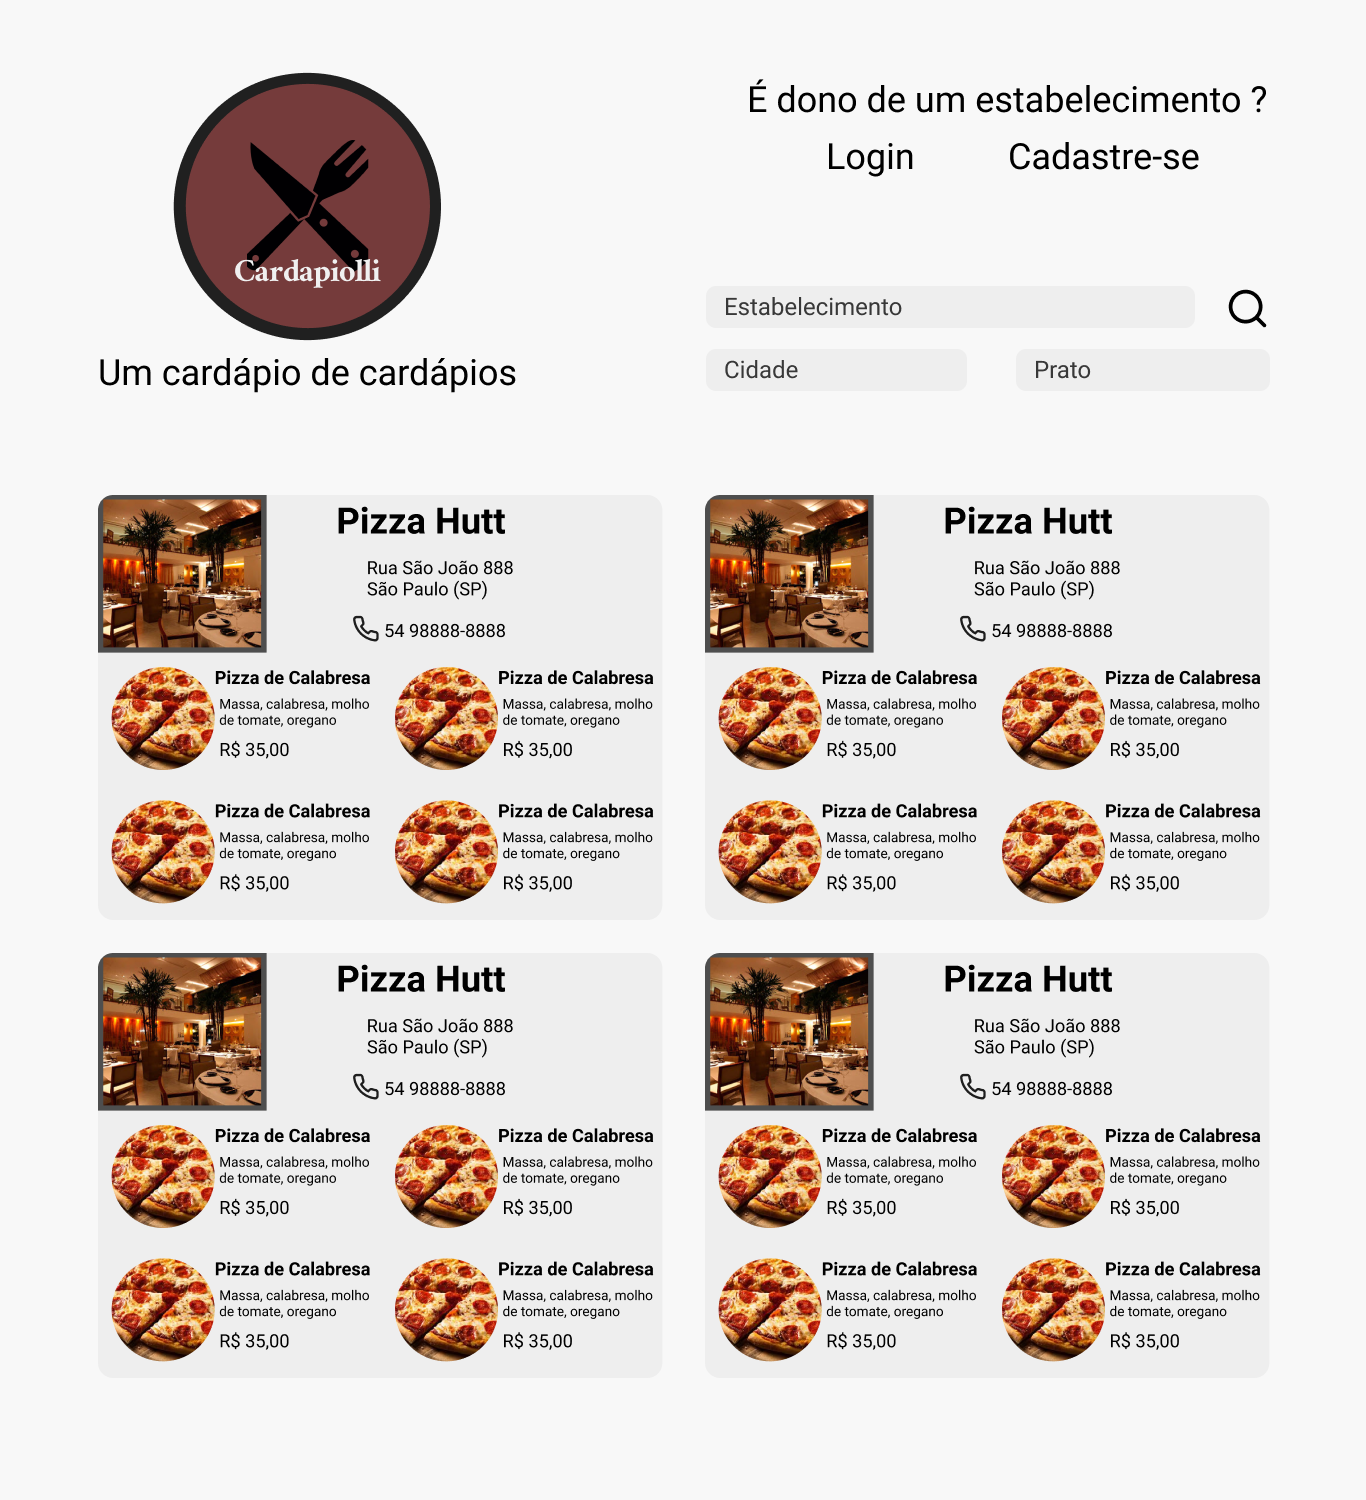 É dono de um estabelecimento ?
Login Cadastre-se
Cardapiolli
Um cardápio de cardápios
Estabelecimento
Cidade Prato
Pizza Hutt
Rua São João 888
São Paulo (SP)
54 98888-8888
Pizza de Calabresa
Massa, calabresa, molho
de tomate, oregano
R$ 35,00
Pizza de Calabresa
Massa, calabresa, molho
de tomate, oregano
R$ 35,00
Pizza de Calabresa
Massa, calabresa, molho
de tomate, oregano
R$ 35,00
Pizza de Calabresa
Massa, calabresa, molho
de tomate, oregano
R$ 35,00
Pizza Hutt
Rua São João 888
São Paulo (SP)
54 98888-8888
Pizza de Calabresa
Massa, calabresa, molho
de tomate, oregano
R$ 35,00
Pizza de Calabresa
Massa, calabresa, molho
de tomate, oregano
R$ 35,00
Pizza de Calabresa
Massa, calabresa, molho
de tomate, oregano
R$ 35,00
Pizza de Calabresa
Massa, calabresa, molho
de tomate, oregano
R$ 35,00
Pizza Hutt
Rua São João 888
São Paulo (SP)
54 98888-8888
Pizza de Calabresa
Massa, calabresa, molho
de tomate, oregano
R$ 35,00
Pizza de Calabresa
Massa, calabresa, molho
de tomate, oregano
R$ 35,00
Pizza de Calabresa
Massa, calabresa, molho
de tomate, oregano
R$ 35,00
Pizza de Calabresa
Massa, calabresa, molho
de tomate, oregano
R$ 35,00
Pizza Hutt
Rua São João 888
São Paulo (SP)
54 98888-8888
Pizza de Calabresa
Massa, calabresa, molho
de tomate, oregano
R$ 35,00
Pizza de Calabresa
Massa, calabresa, molho
de tomate, oregano
R$ 35,00
Pizza de Calabresa
Massa, calabresa, molho
de tomate, oregano
R$ 35,00
Pizza de Calabresa
Massa, calabresa, molho
de tomate, oregano
R$ 35,00